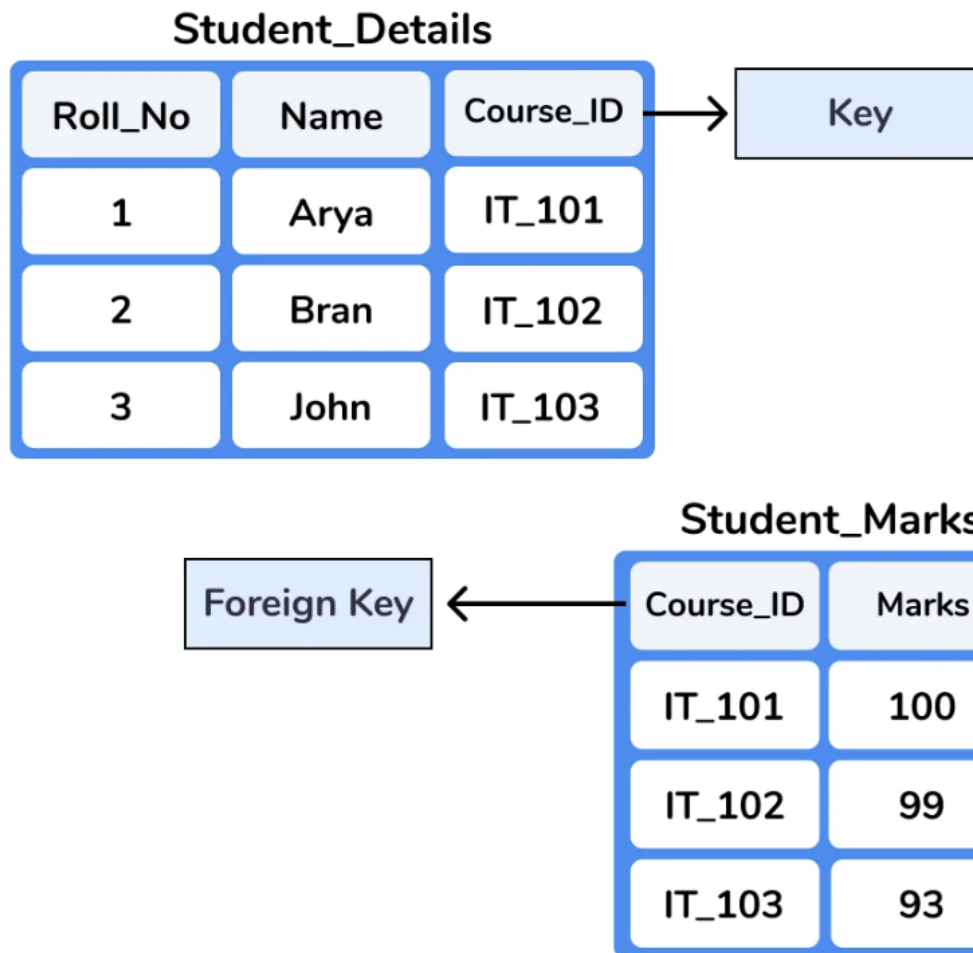 Student_Details
Roll_No Name Course_ID Key
1 Arya IT_101
2 Bran IT_102
3 John IT_103
Student_Marks
Foreign Key Course_ID Marks
IT_101 100
IT_102 99
IT_103 93